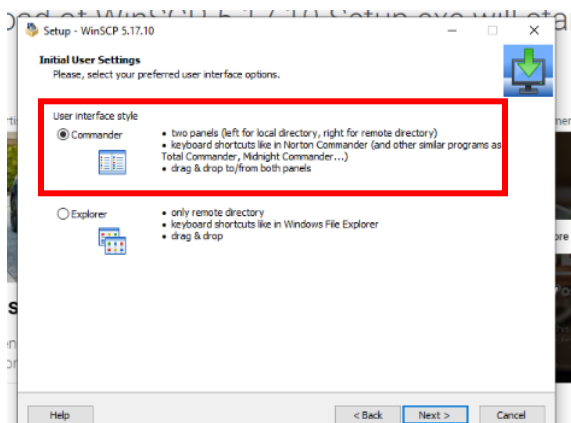 Setup - WinSCP 5.17.10
Initial User Settings
Please, select your preferred user interface options.
User interface style
Commander
• two panels (left for local directory, right for remote directory)
• keyboard shortcuts like in Norton Commander (and other similar programs as
Total Commander, Midnight Commander...)
• drag & drop to/from both panels
Explorer
• only remote directory
• keyboard shortcuts like in Windows File Explorer
• drag & drop
Help
< Back
Next >
Cancel